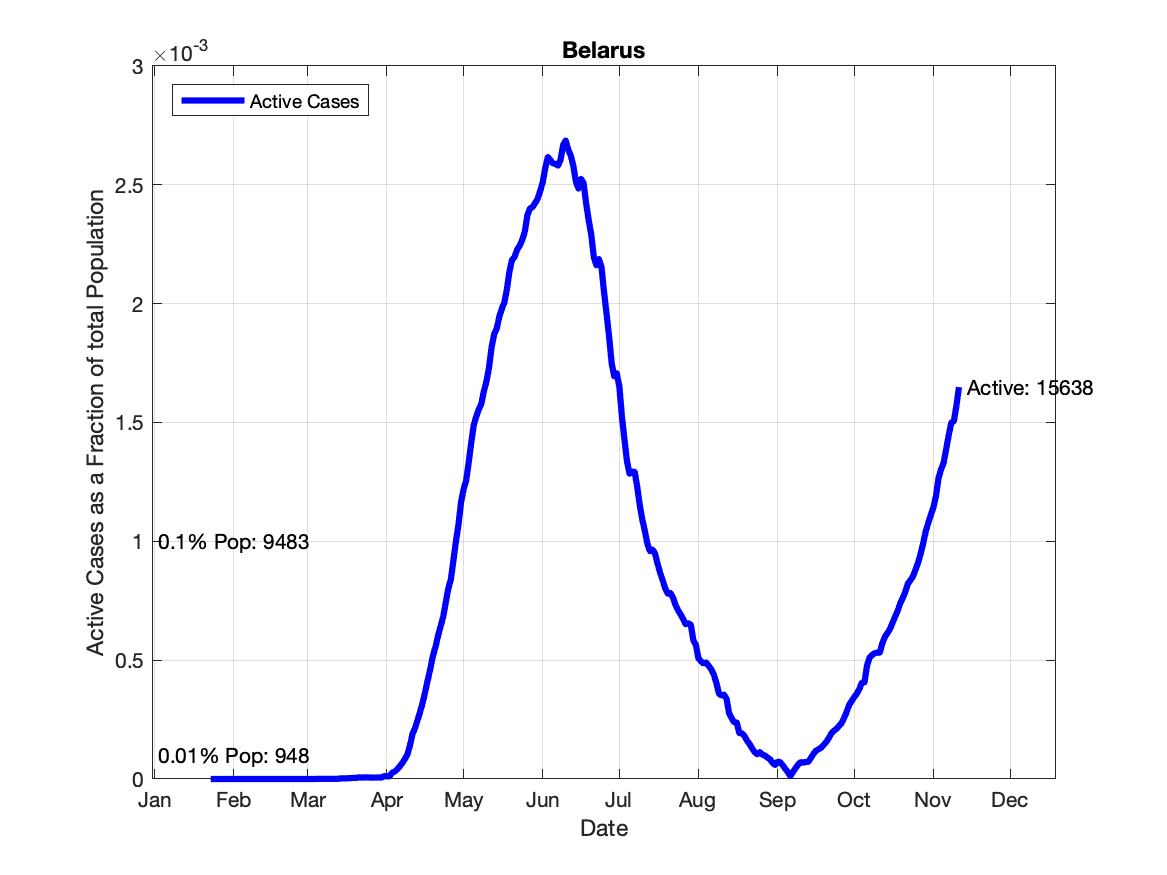 Belarus
×10-3
3
2.5
2
1.5
1
0.5
0
Active Cases
Active: 15638
0.1% Pop: 9483
0.01% Pop: 948
Active Cases as a Fraction of total Population
Jan Feb Mar Apr May Jun Jul Aug Sep Oct Nov Dec
Date